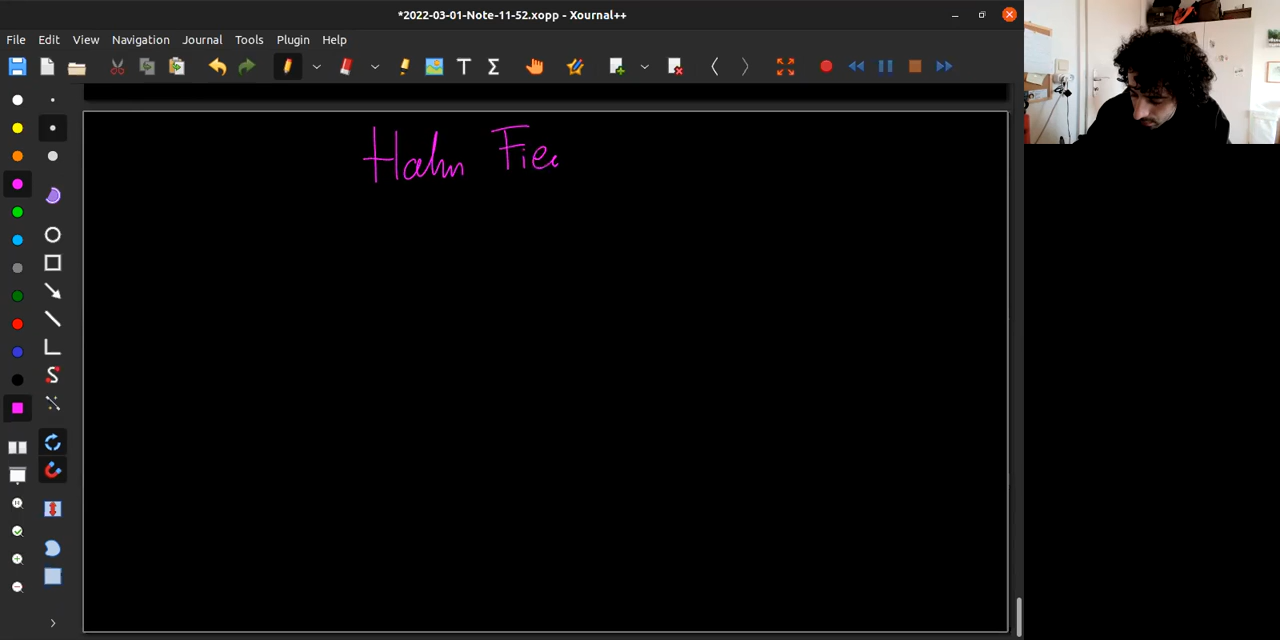 *2022-03-01-Note-11-52.xopp - Xournal++
File Edit View Navigation Journal Tools Plugin Help
Hahn Fie